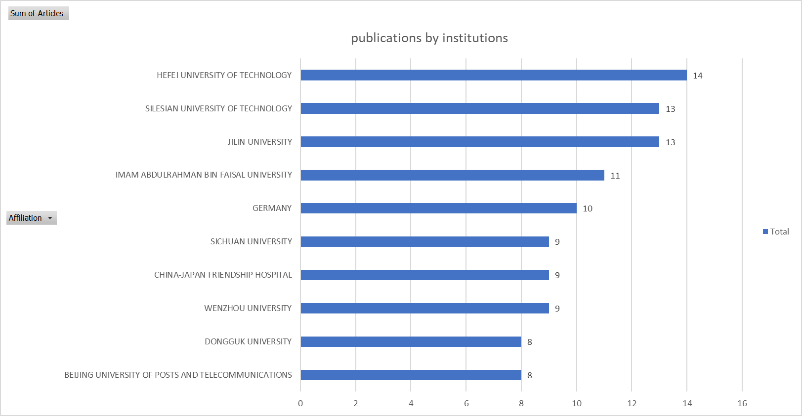 Sum of Articles
publications by institutions
HEFEI UNIVERSITY OF TECHNOLOGY 14
SILESIAN UNIVERSITY OF TECHNOLOGY 13
JILIN UNIVERSITY 13
IMAM ABDULRAHMAN BIN FAISAL UNIVERSITY 11
GERMANY 10
Affiliation
SICHUAN UNIVERSITY 9
Total
CHINA-JAPAN FRIENDSHIP HOSPITAL 9
WENZHOU UNIVERSITY 9
DONGGUK UNIVERSITY 8
BEIJING UNIVERSITY OF POSTS AND TELECOMMUNICATIONS 8
0 2 4 6 8 10 12 14 16